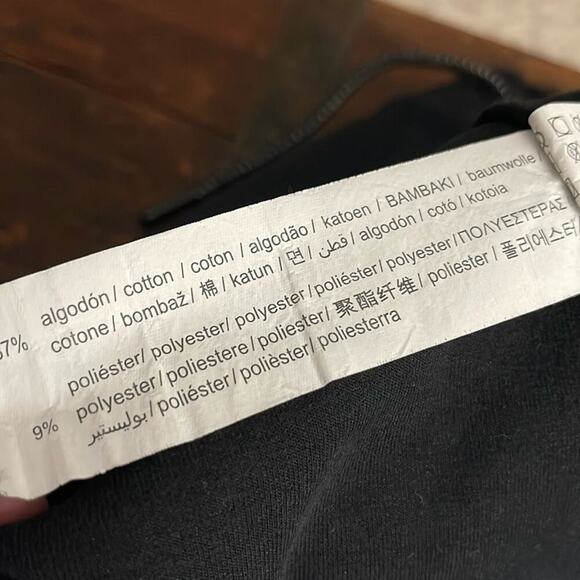 algodón / cotton / coton / algodão / katoen / BAMBAKI / baumwolle /
cotone / bombaž / 棉 / katun / 면 / قطن / algodón / cotó / kotoia
poliéster / polyester / polyester / poliéster / polyester / ΠΟΛΥΕΣΤΕΡΑΣ
polyester / poliestere / poliester / 聚酯纤维 / poliester / 폴리에스터
9% بوليستير / poliéster / polièster / poliesterra